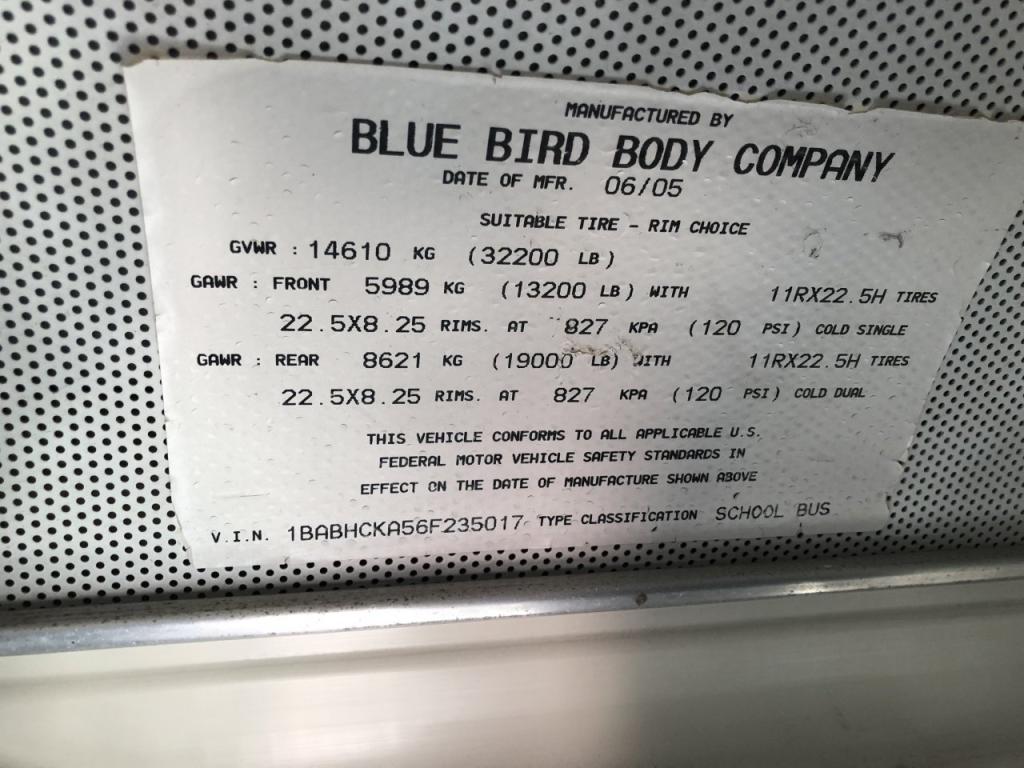 MANUFACTURED BY
BLUE BIRD BODY COMPANY
DATE OF MFR. 06/05
SUITABLE TIRE - RIM CHOICE
GVWR : 14610 KG (32200 LB)
GAWR : FRONT 5989 KG (13200 LB) WITH 11RX22.5H TIRES
22.5X8.25 RIMS. AT 827 KPA (120 PSI) COLD SINGLE
GAWR : REAR 8621 KG (19000 LB) WITH 11RX22.5H TIRES
22.5X8.25 RIMS. AT 827 KPA (120 PSI) COLD DUAL
THIS VEHICLE CONFORMS TO ALL APPLICABLE U.S.
FEDERAL MOTOR VEHICLE SAFETY STANDARDS IN
EFFECT ON THE DATE OF MANUFACTURE SHOWN ABOVE
V.I.N. 1BABHCKA56F235017 TYPE CLASSIFICATION SCHOOL BUS